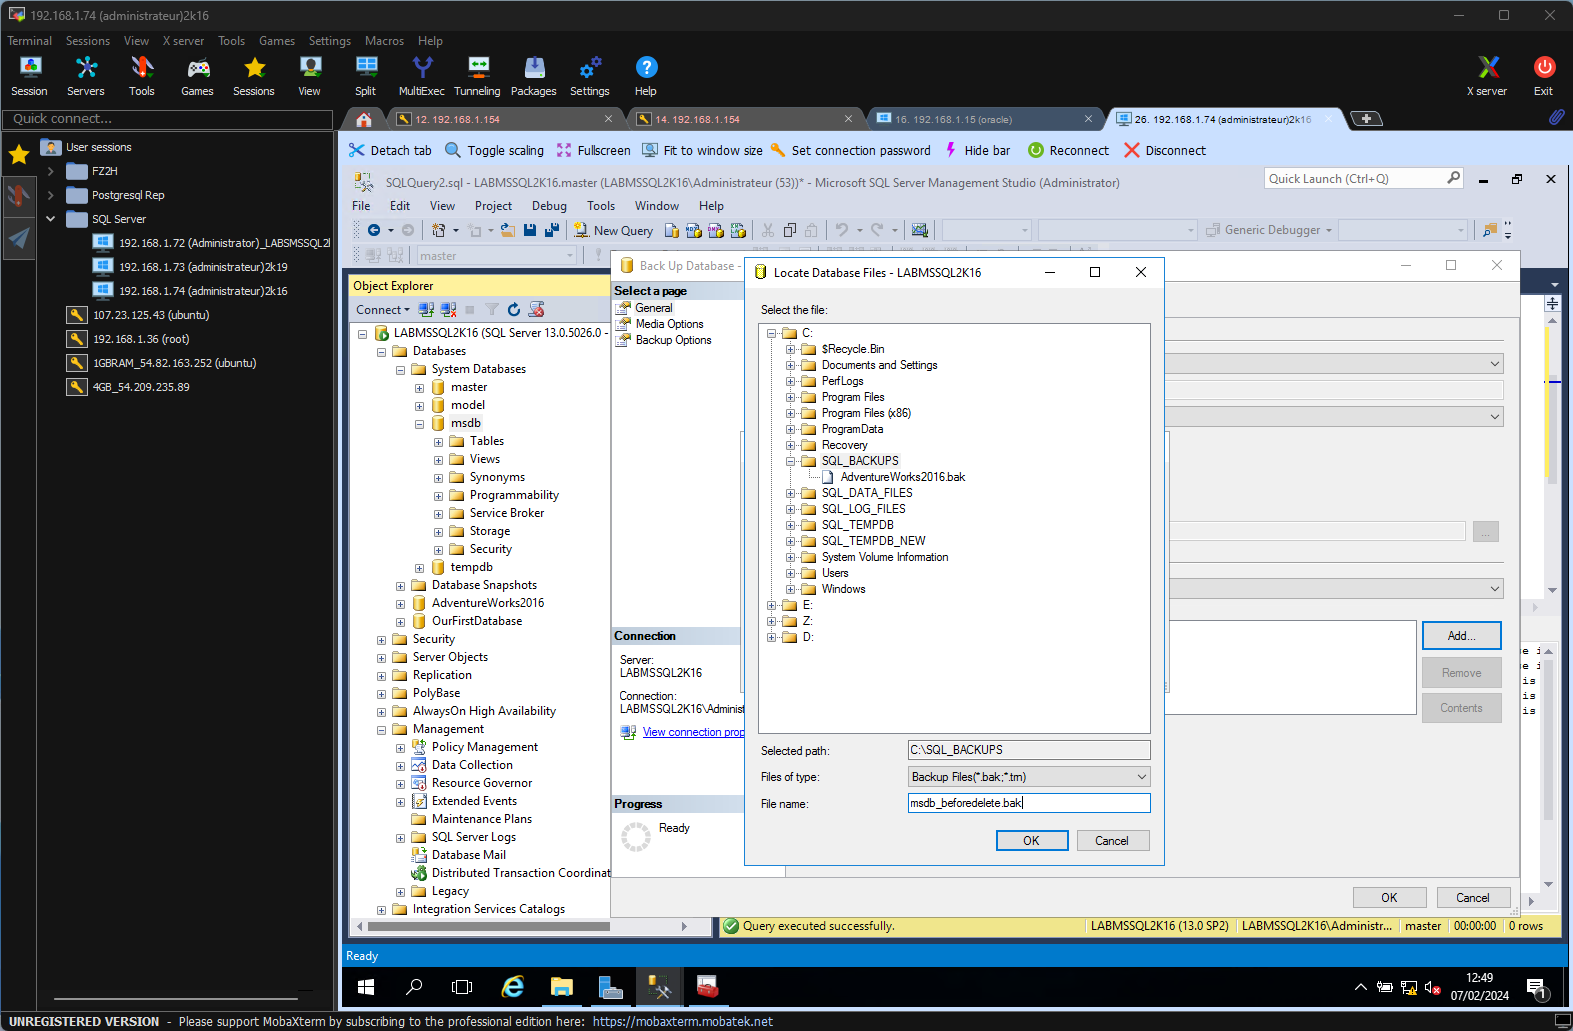 192.168.1.74 (administrateur)2k16
Terminal Sessions View X server Tools Games Settings Macros Help
Session Servers Tools Games Sessions View Split MultiExec Tunneling Packages Settings Help X server Exit
Quick connect...
12. 192.168.1.154
14. 192.168.1.154
16. 192.168.1.15 (oracle)
26. 192.168.1.74 (administrateur)2k16
Detach tab Toggle scaling Fullscreen Fit to window size Set connection password Hide bar Reconnect Disconnect
User sessions
FZ2H
Postgresql Rep
SQL Server
192.168.1.72 (Administrator)_LABSMSSQL2
192.168.1.73 (administrateur)2k19
192.168.1.74 (administrateur)2k16
107.23.125.43 (ubuntu)
192.168.1.36 (root)
1GBRAM_54.82.163.252 (ubuntu)
4GB_54.209.235.89
SQLQuery2.sql - LABMSSQL2K16.master (LABMSSQL2K16\Administrateur (53))* - Microsoft SQL Server Management Studio (Administrator)
Quick Launch (Ctrl+Q)
File Edit View Project Debug Tools Window Help
New Query
Generic Debugger
master
Object Explorer
Connect
LABMSSQL2K16 (SQL Server 13.0.5026.0 -
Databases
System Databases
master
model
msdb
Tables
Views
Synonyms
Programmability
Service Broker
Storage
Security
tempdb
Database Snapshots
AdventureWorks2016
OurFirstDatabase
Security
Server Objects
Replication
PolyBase
AlwaysOn High Availability
Management
Policy Management
Data Collection
Resource Governor
Extended Events
Maintenance Plans
SQL Server Logs
Database Mail
Distributed Transaction Coordinat
Legacy
Integration Services Catalogs
Back Up Database -
Select a page
General
Media Options
Backup Options
Connection
Server:
LABMSSQL2K16
Connection:
LABMSSQL2K16\Administ
View connection prop
Progress
Ready
Locate Database Files - LABMSSQL2K16
Select the file:
C:
$Recycle.Bin
Documents and Settings
PerfLogs
Program Files
Program Files (x86)
ProgramData
Recovery
SQL_BACKUPS
AdventureWorks2016.bak
SQL_DATA_FILES
SQL_LOG_FILES
SQL_TEMPDB
SQL_TEMPDB_NEW
System Volume Information
Users
Windows
E:
Z:
D:
Selected path: C:\SQL_BACKUPS
Files of type: Backup Files(*.bak;*.trn)
File name: msdb_beforedelete.bak
OK Cancel
...
Add...
Remove
Contents
e i
e i
is
is
is
OK Cancel
Query executed successfully. LABMSSQL2K16 (13.0 SP2) LABMSSQL2K16\Administr... master 00:00:00 0 rows
Ready
12:49
07/02/2024
1
UNREGISTERED VERSION - Please support MobaXterm by subscribing to the professional edition here: https://mobaxterm.mobatek.net